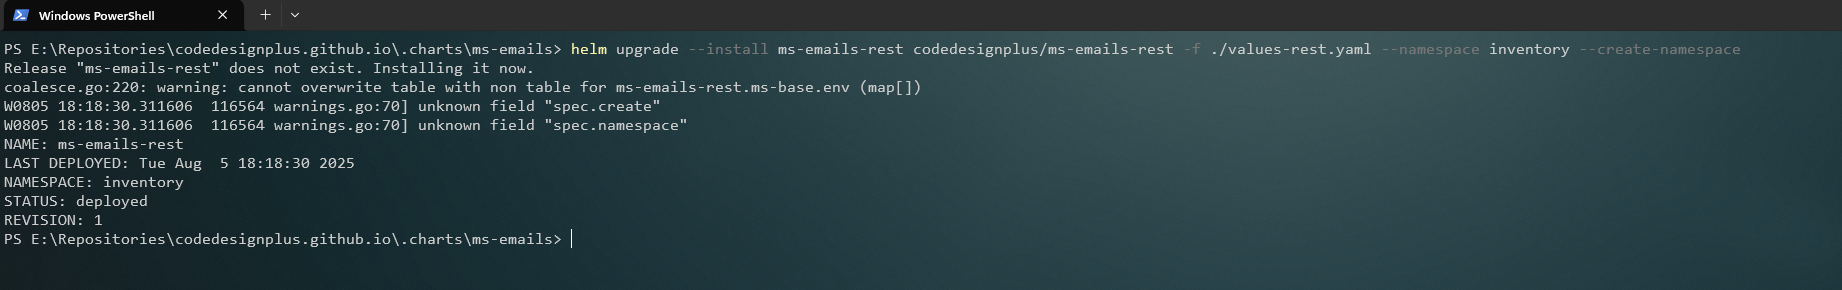 Windows PowerShell
PS E:\Repositories\codedesignplus.github.io\.charts\ms-emails> helm upgrade --install ms-emails-rest codedesignplus/ms-emails-rest -f ./values-rest.yaml --namespace inventory --create-namespace
Release "ms-emails-rest" does not exist. Installing it now.
coalesce.go:220: warning: cannot overwrite table with non table for ms-emails-rest.ms-base.env (map[])
W0805 18:18:30.311606  116564 warnings.go:70] unknown field "spec.create"
W0805 18:18:30.311606  116564 warnings.go:70] unknown field "spec.namespace"
NAME: ms-emails-rest
LAST DEPLOYED: Tue Aug  5 18:18:30 2025
NAMESPACE: inventory
STATUS: deployed
REVISION: 1
PS E:\Repositories\codedesignplus.github.io\.charts\ms-emails>